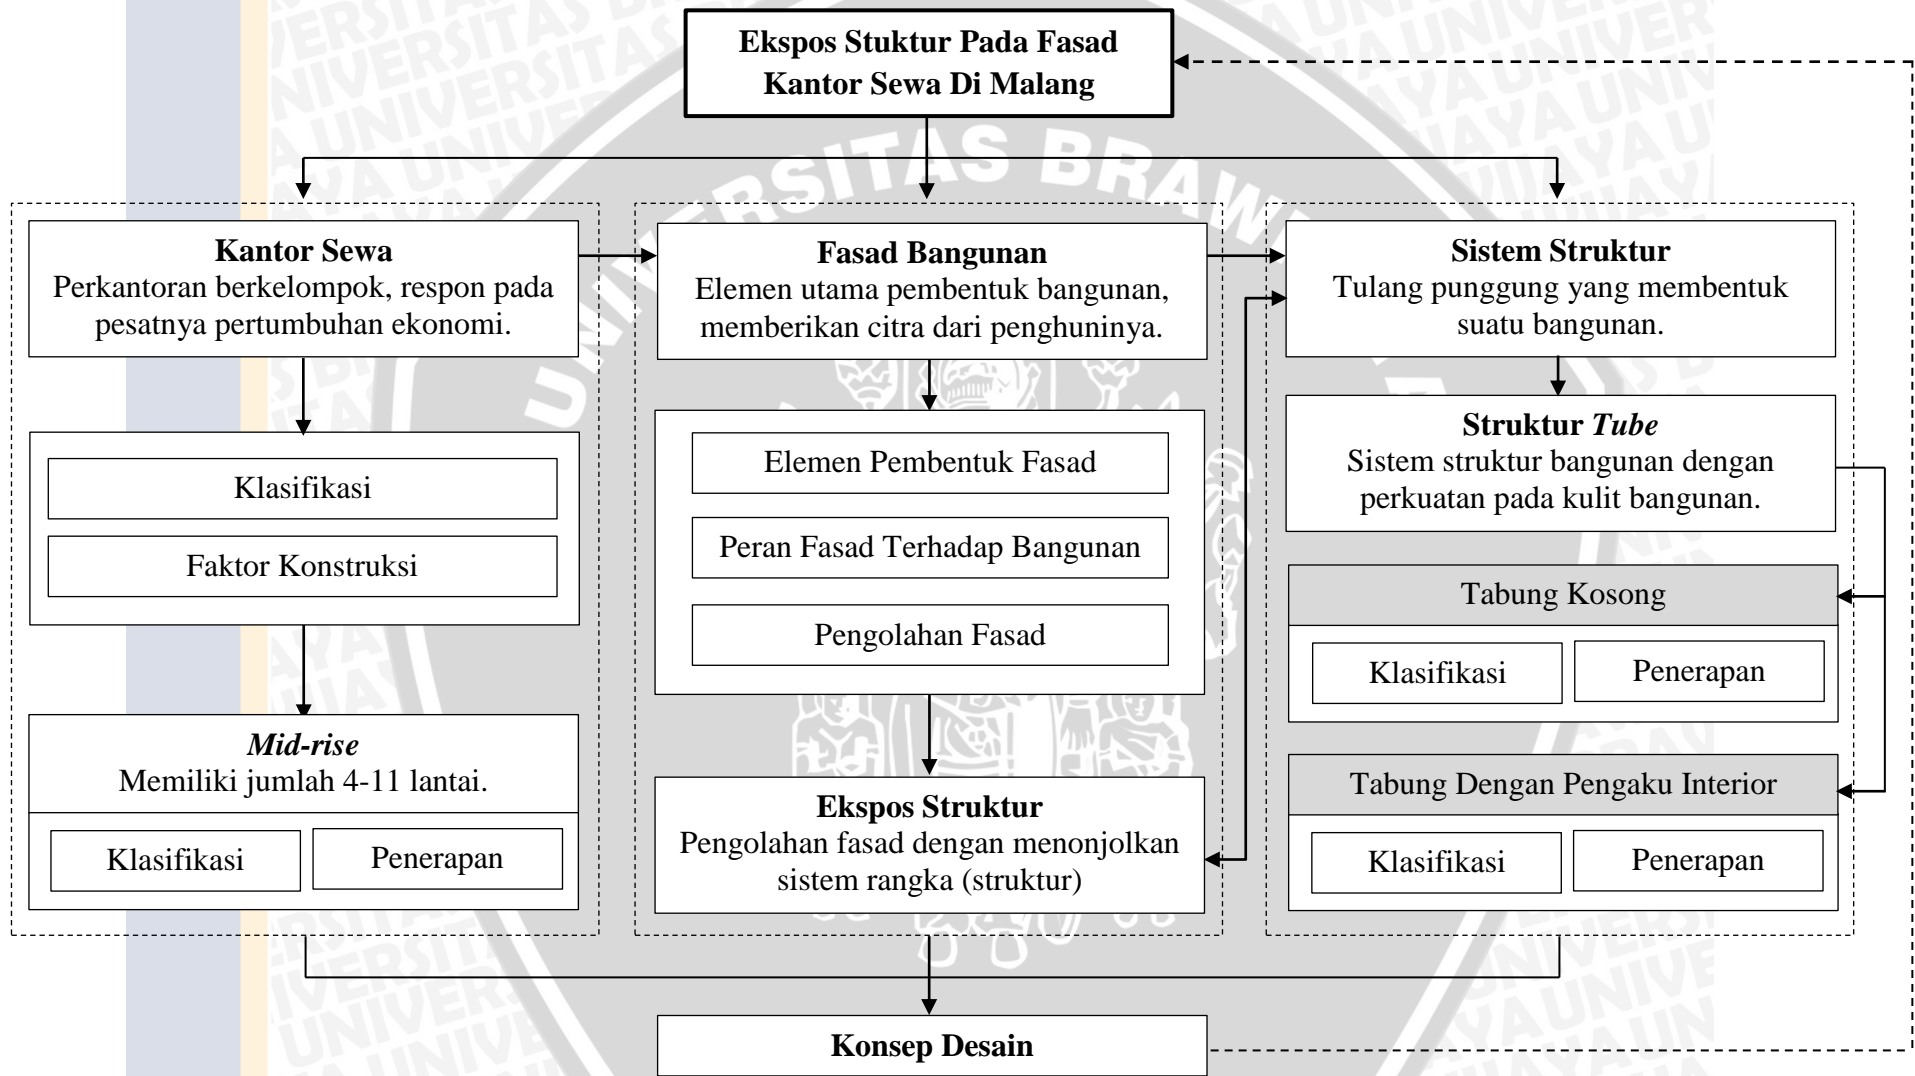 Ekspos Stuktur Pada Fasad
Kantor Sewa Di Malang
Kantor Sewa
Perkantoran berkelompok, respon pada
pesatnya pertumbuhan ekonomi.
Klasifikasi
Faktor Konstruksi
Mid-rise
Memiliki jumlah 4-11 lantai.
Klasifikasi
Penerapan
Fasad Bangunan
Elemen utama pembentuk bangunan,
memberikan citra dari penghuninya.
Elemen Pembentuk Fasad
Peran Fasad Terhadap Bangunan
Pengolahan Fasad
Ekspos Struktur
Pengolahan fasad dengan menonjolkan
sistem rangka (struktur)
Sistem Struktur
Tulang punggung yang membentuk
suatu bangunan.
Struktur Tube
Sistem struktur bangunan dengan
perkuatan pada kulit bangunan.
Tabung Kosong
Klasifikasi
Penerapan
Tabung Dengan Pengaku Interior
Klasifikasi
Penerapan
Konsep Desain